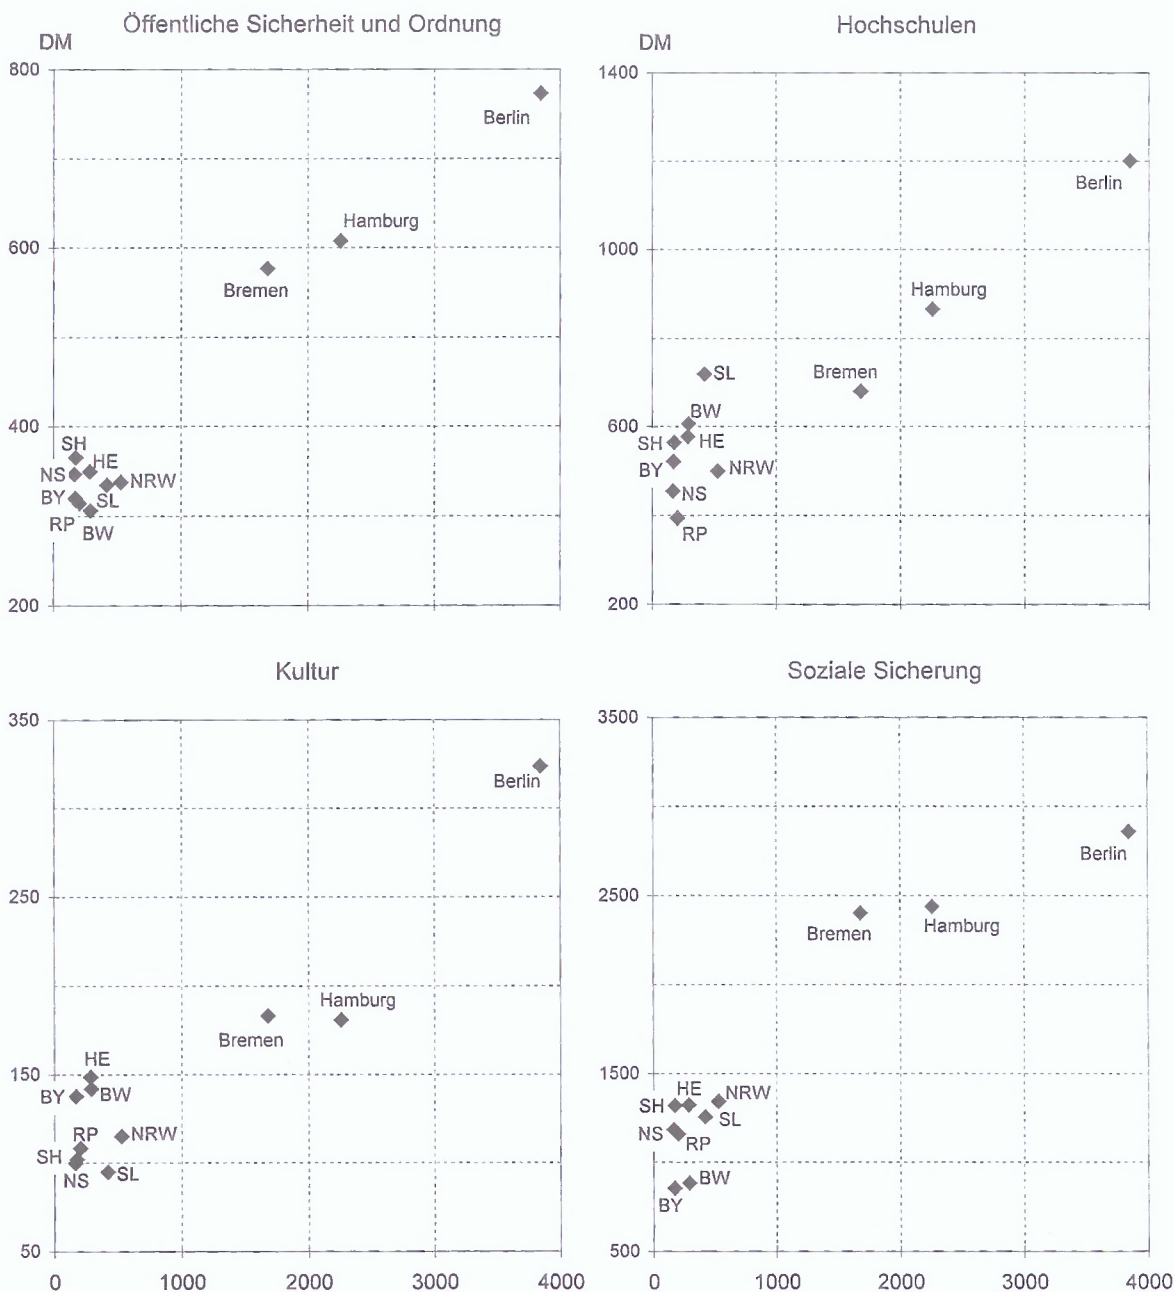 Öffentliche Sicherheit und Ordnung
DM
800
600
400
200
Berlin
Hamburg
Bremen
SH
HE
NS
NRW
BY
SL
RP
BW
Hochschulen
DM
1400
1000
600
200
Berlin
Hamburg
Bremen
SL
BW
SH
HE
BY
NRW
NS
RP
Kultur
350
250
150
50
Berlin
Hamburg
Bremen
HE
BY
BW
RP
NRW
SH
NS
SL
0 1000 2000 3000 4000
Soziale Sicherung
3500
2500
1500
500
Berlin
Bremen
Hamburg
HE
NRW
SH
SL
NS
RP
BW
BY
0 1000 2000 3000 4000